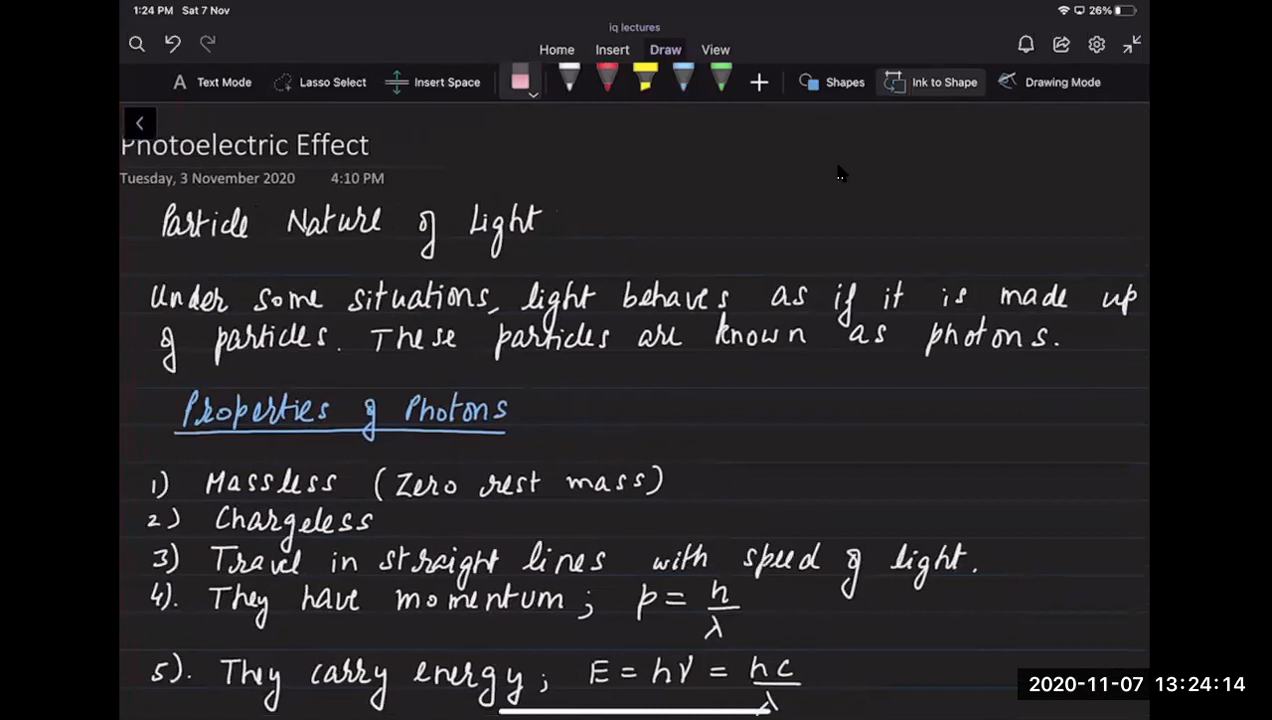 1:24 PM Sat 7 Nov
26%
iq lectures
Home Insert Draw View
Text Mode Lasso Select Insert Space Shapes Ink to Shape Drawing Mode
Photoelectric Effect
Tuesday, 3 November 2020 4:10 PM
Particle Nature of Light
Under some situations, light behaves as if it is made up
of particles. These particles are known as photons.
Properties of Photons
1) Massless (Zero rest mass)
2) Chargeless
3) Travel in straight lines with speed of light.
4). They have momentum; p = h/λ
5). They carry energy; E = hν = hc/λ
2020-11-07 13:24:14